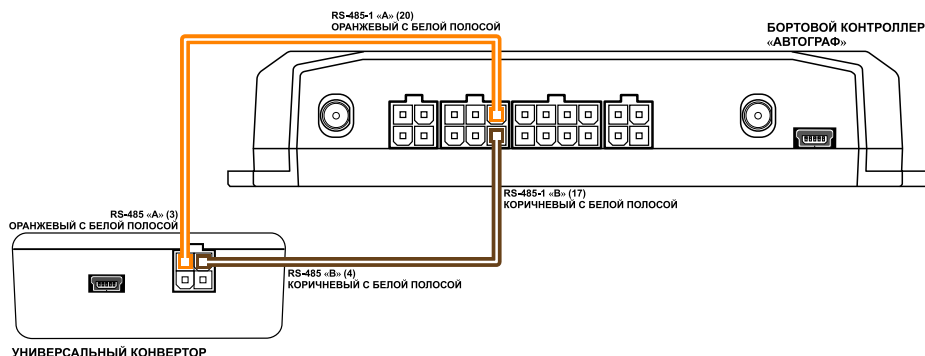 RS-485-1 «А» (20)
ОРАНЖЕВЫЙ С БЕЛОЙ ПОЛОСОЙ
БОРТОВОЙ КОНТРОЛЛЕР
«АВТОГРАФ»
RS-485-1 «В» (17)
КОРИЧНЕВЫЙ С БЕЛОЙ ПОЛОСОЙ
RS-485 «А» (3)
ОРАНЖЕВЫЙ С БЕЛОЙ ПОЛОСОЙ
RS-485 «В» (4)
КОРИЧНЕВЫЙ С БЕЛОЙ ПОЛОСОЙ
УНИВЕРСАЛЬНЫЙ КОНВЕРТОР